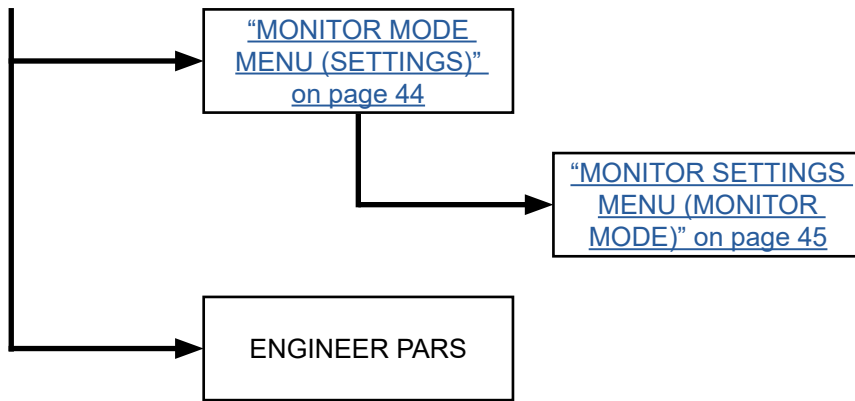 “MONITOR MODE
MENU (SETTINGS)”
on page 44
“MONITOR SETTINGS
MENU (MONITOR
MODE)” on page 45
ENGINEER PARS